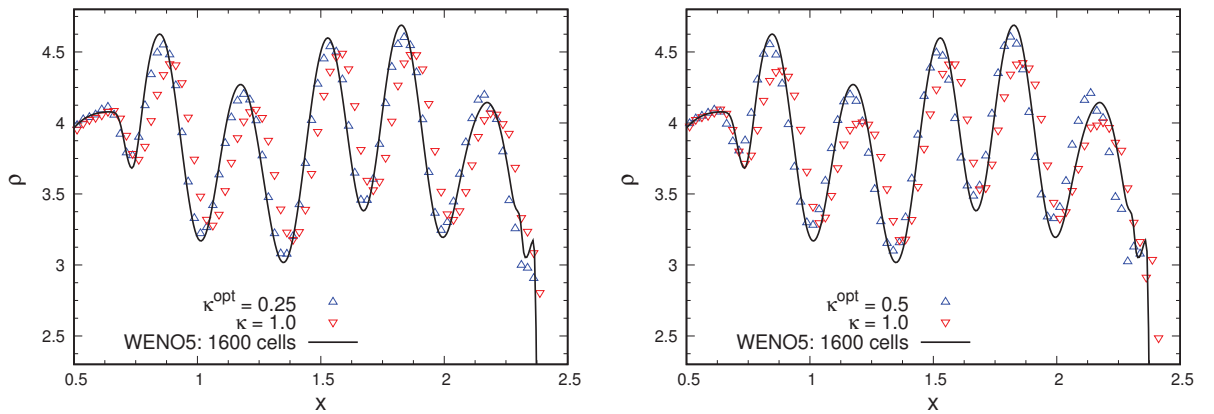 4.5
4
3.5
3
2.5
ρ
κopt = 0.25
κ = 1.0
WENO5: 1600 cells
0.5 1 1.5 2 2.5
x
4.5
4
3.5
3
2.5
ρ
κopt = 0.5
κ = 1.0
WENO5: 1600 cells
0.5 1 1.5 2 2.5
x